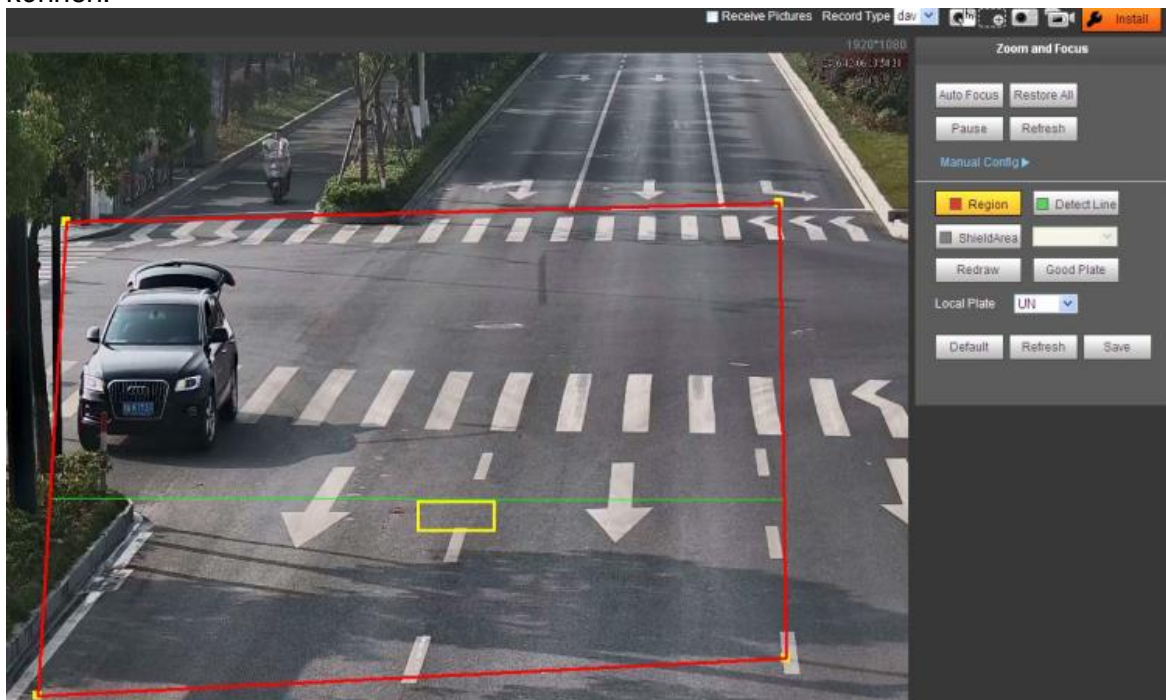 können.
Receive Pictures Record Type dav Install
1920*1080
Zoom and Focus
Auto Focus Restore All
Pause Refresh
Manual Config
Region Detect Line
ShieldArea
Redraw Good Plate
Local Plate UN
Default Refresh Save